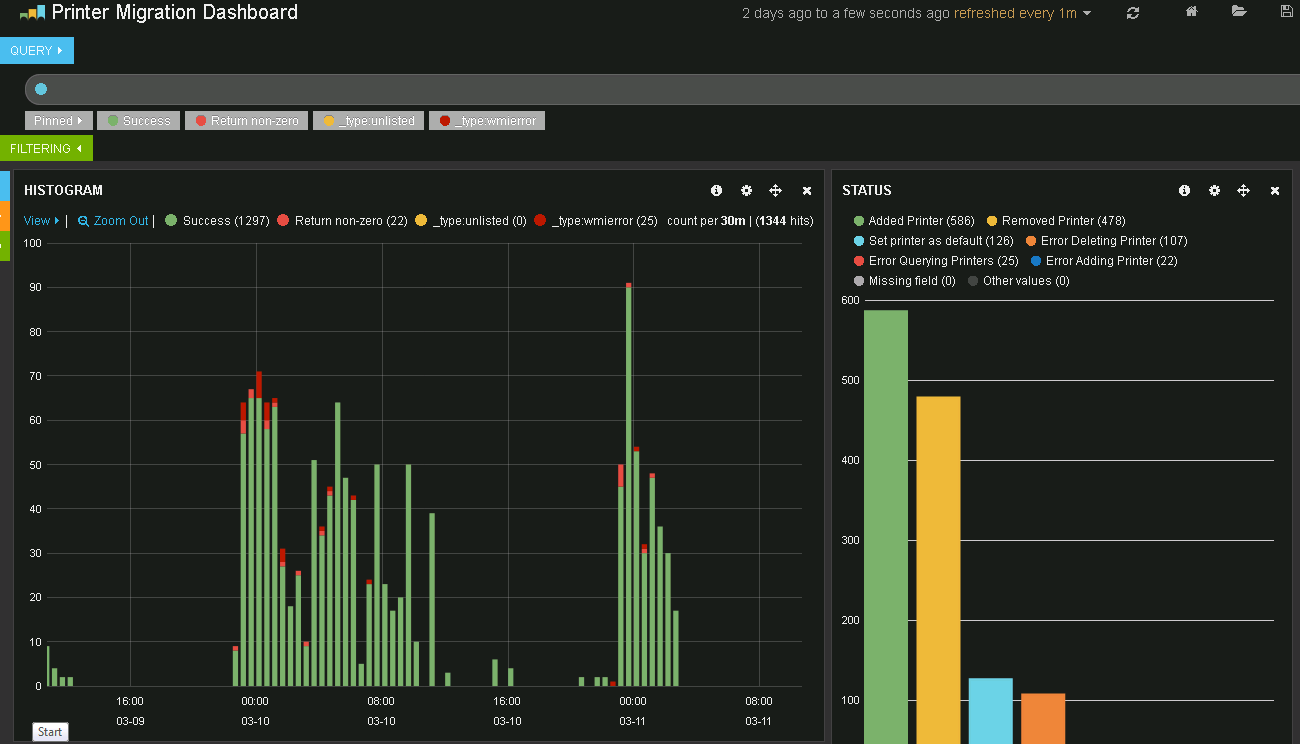 Printer Migration Dashboard
2 days ago to a few seconds ago refreshed every 1m
QUERY
Pinned Success Return non-zero _type:unlisted _type:wmierror
FILTERING
HISTOGRAM
View | Zoom Out | Success (1297) Return non-zero (22) _type:unlisted (0) _type:wmierror (25) count per 30m | (1344 hits)
100
90
80
70
60
50
40
30
20
10
0
16:00 00:00 08:00 16:00 00:00 08:00
03-09 03-10 03-10 03-10 03-11 03-11
Start
STATUS
Added Printer (586) Removed Printer (478)
Set printer as default (126) Error Deleting Printer (107)
Error Querying Printers (25) Error Adding Printer (22)
Missing field (0) Other values (0)
600
500
400
300
200
100